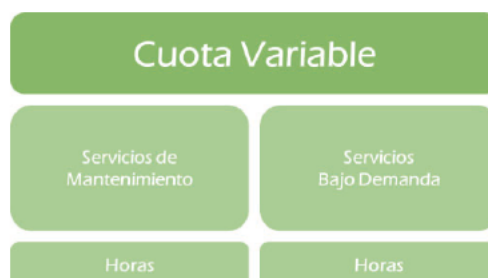 Cuota Variable
Servicios de
Mantenimiento
Servicios
Bajo Demanda
Horas
Horas